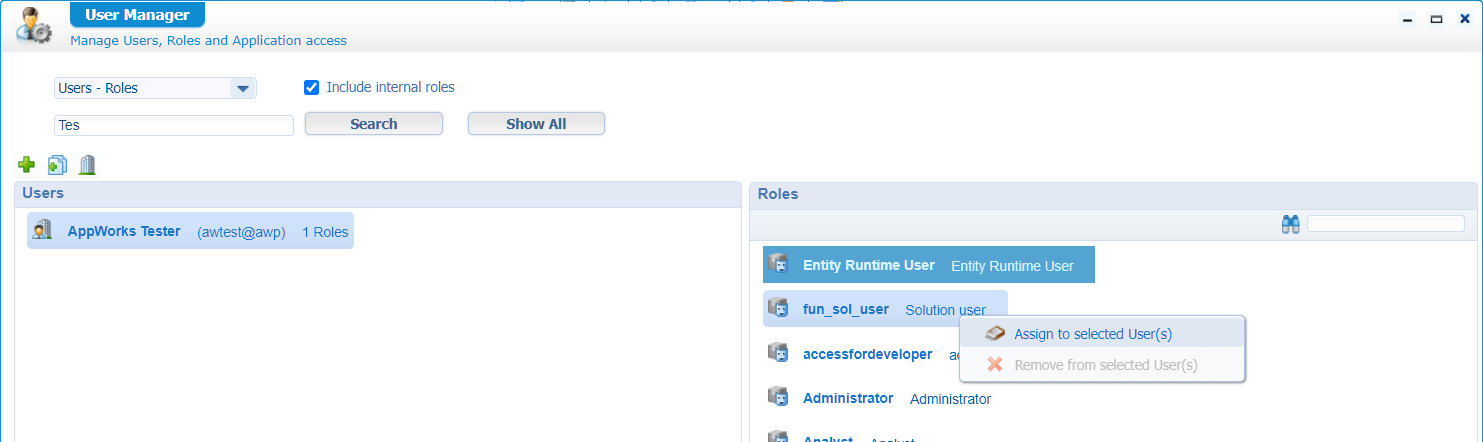 User Manager
Manage Users, Roles and Application access
Users - Roles
Include internal roles
Tes
Search
Show All
Users
AppWorks Tester (awtest@awp) 1 Roles
Roles
Entity Runtime User Entity Runtime User
fun_sol_user Solution user
Assign to selected User(s)
accessfordeveloper
Remove from selected User(s)
Administrator Administrator
Analyst Analyst